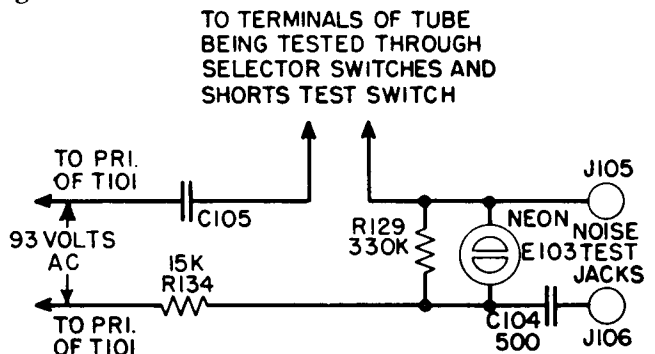 TO TERMINALS OF TUBE
BEING TESTED THROUGH
SELECTOR SWITCHES AND
SHORTS TEST SWITCH
TO PRI.
OF T101
C105
93 VOLTS
AC
15K
R134
TO PRI.
OF T101
R129
330K
NEON
E103
J105
NOISE
TEST
JACKS
C104
500
J106